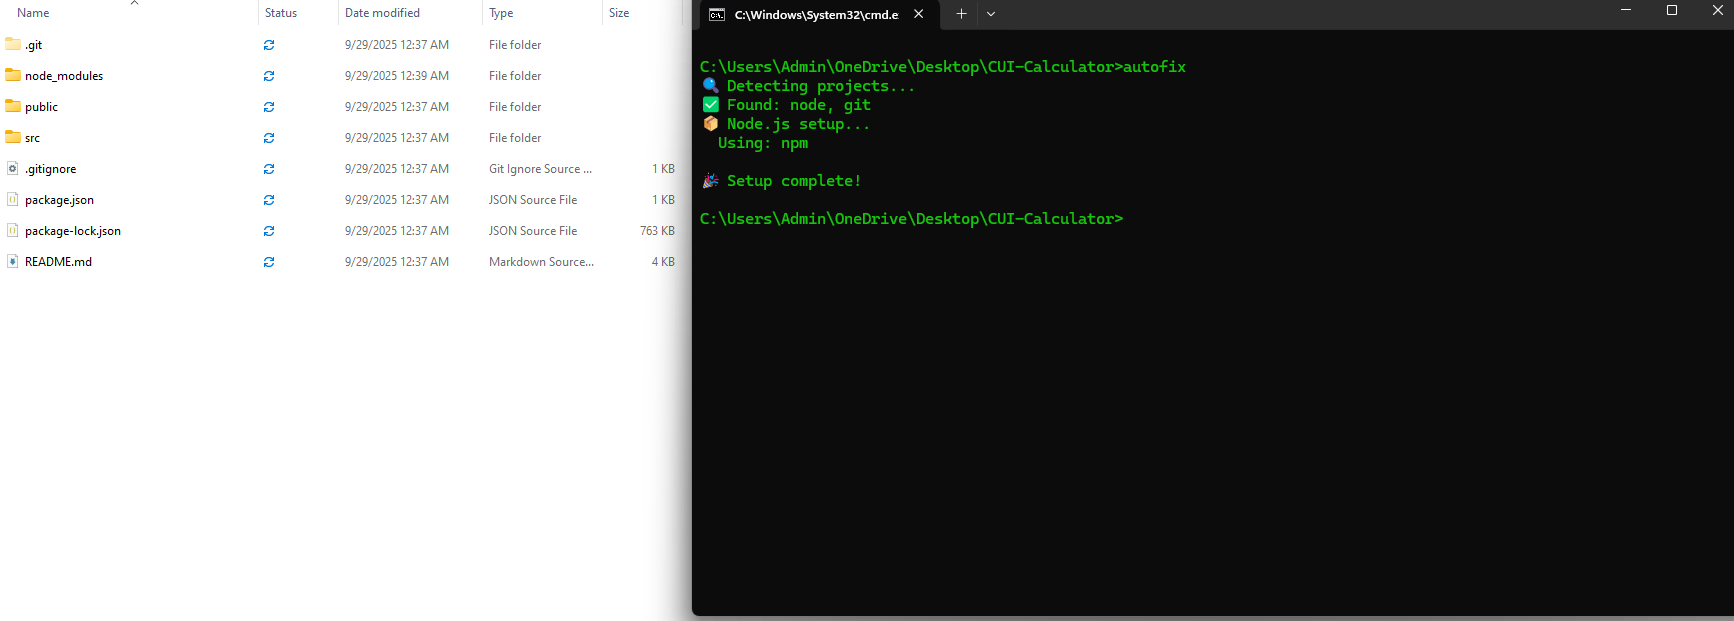 Name Status Date modified Type Size
.git 9/29/2025 12:37 AM File folder
node_modules 9/29/2025 12:39 AM File folder
public 9/29/2025 12:37 AM File folder
src 9/29/2025 12:37 AM File folder
.gitignore 9/29/2025 12:37 AM Git Ignore Source ... 1 KB
package.json 9/29/2025 12:37 AM JSON Source File 1 KB
package-lock.json 9/29/2025 12:37 AM JSON Source File 763 KB
README.md 9/29/2025 12:37 AM Markdown Source... 4 KB
C:\Windows\System32\cmd.e
C:\Users\Admin\OneDrive\Desktop\CUI-Calculator>autofix
🔍 Detecting projects...
✅ Found: node, git
📦 Node.js setup...
Using: npm
🎉 Setup complete!
C:\Users\Admin\OneDrive\Desktop\CUI-Calculator>